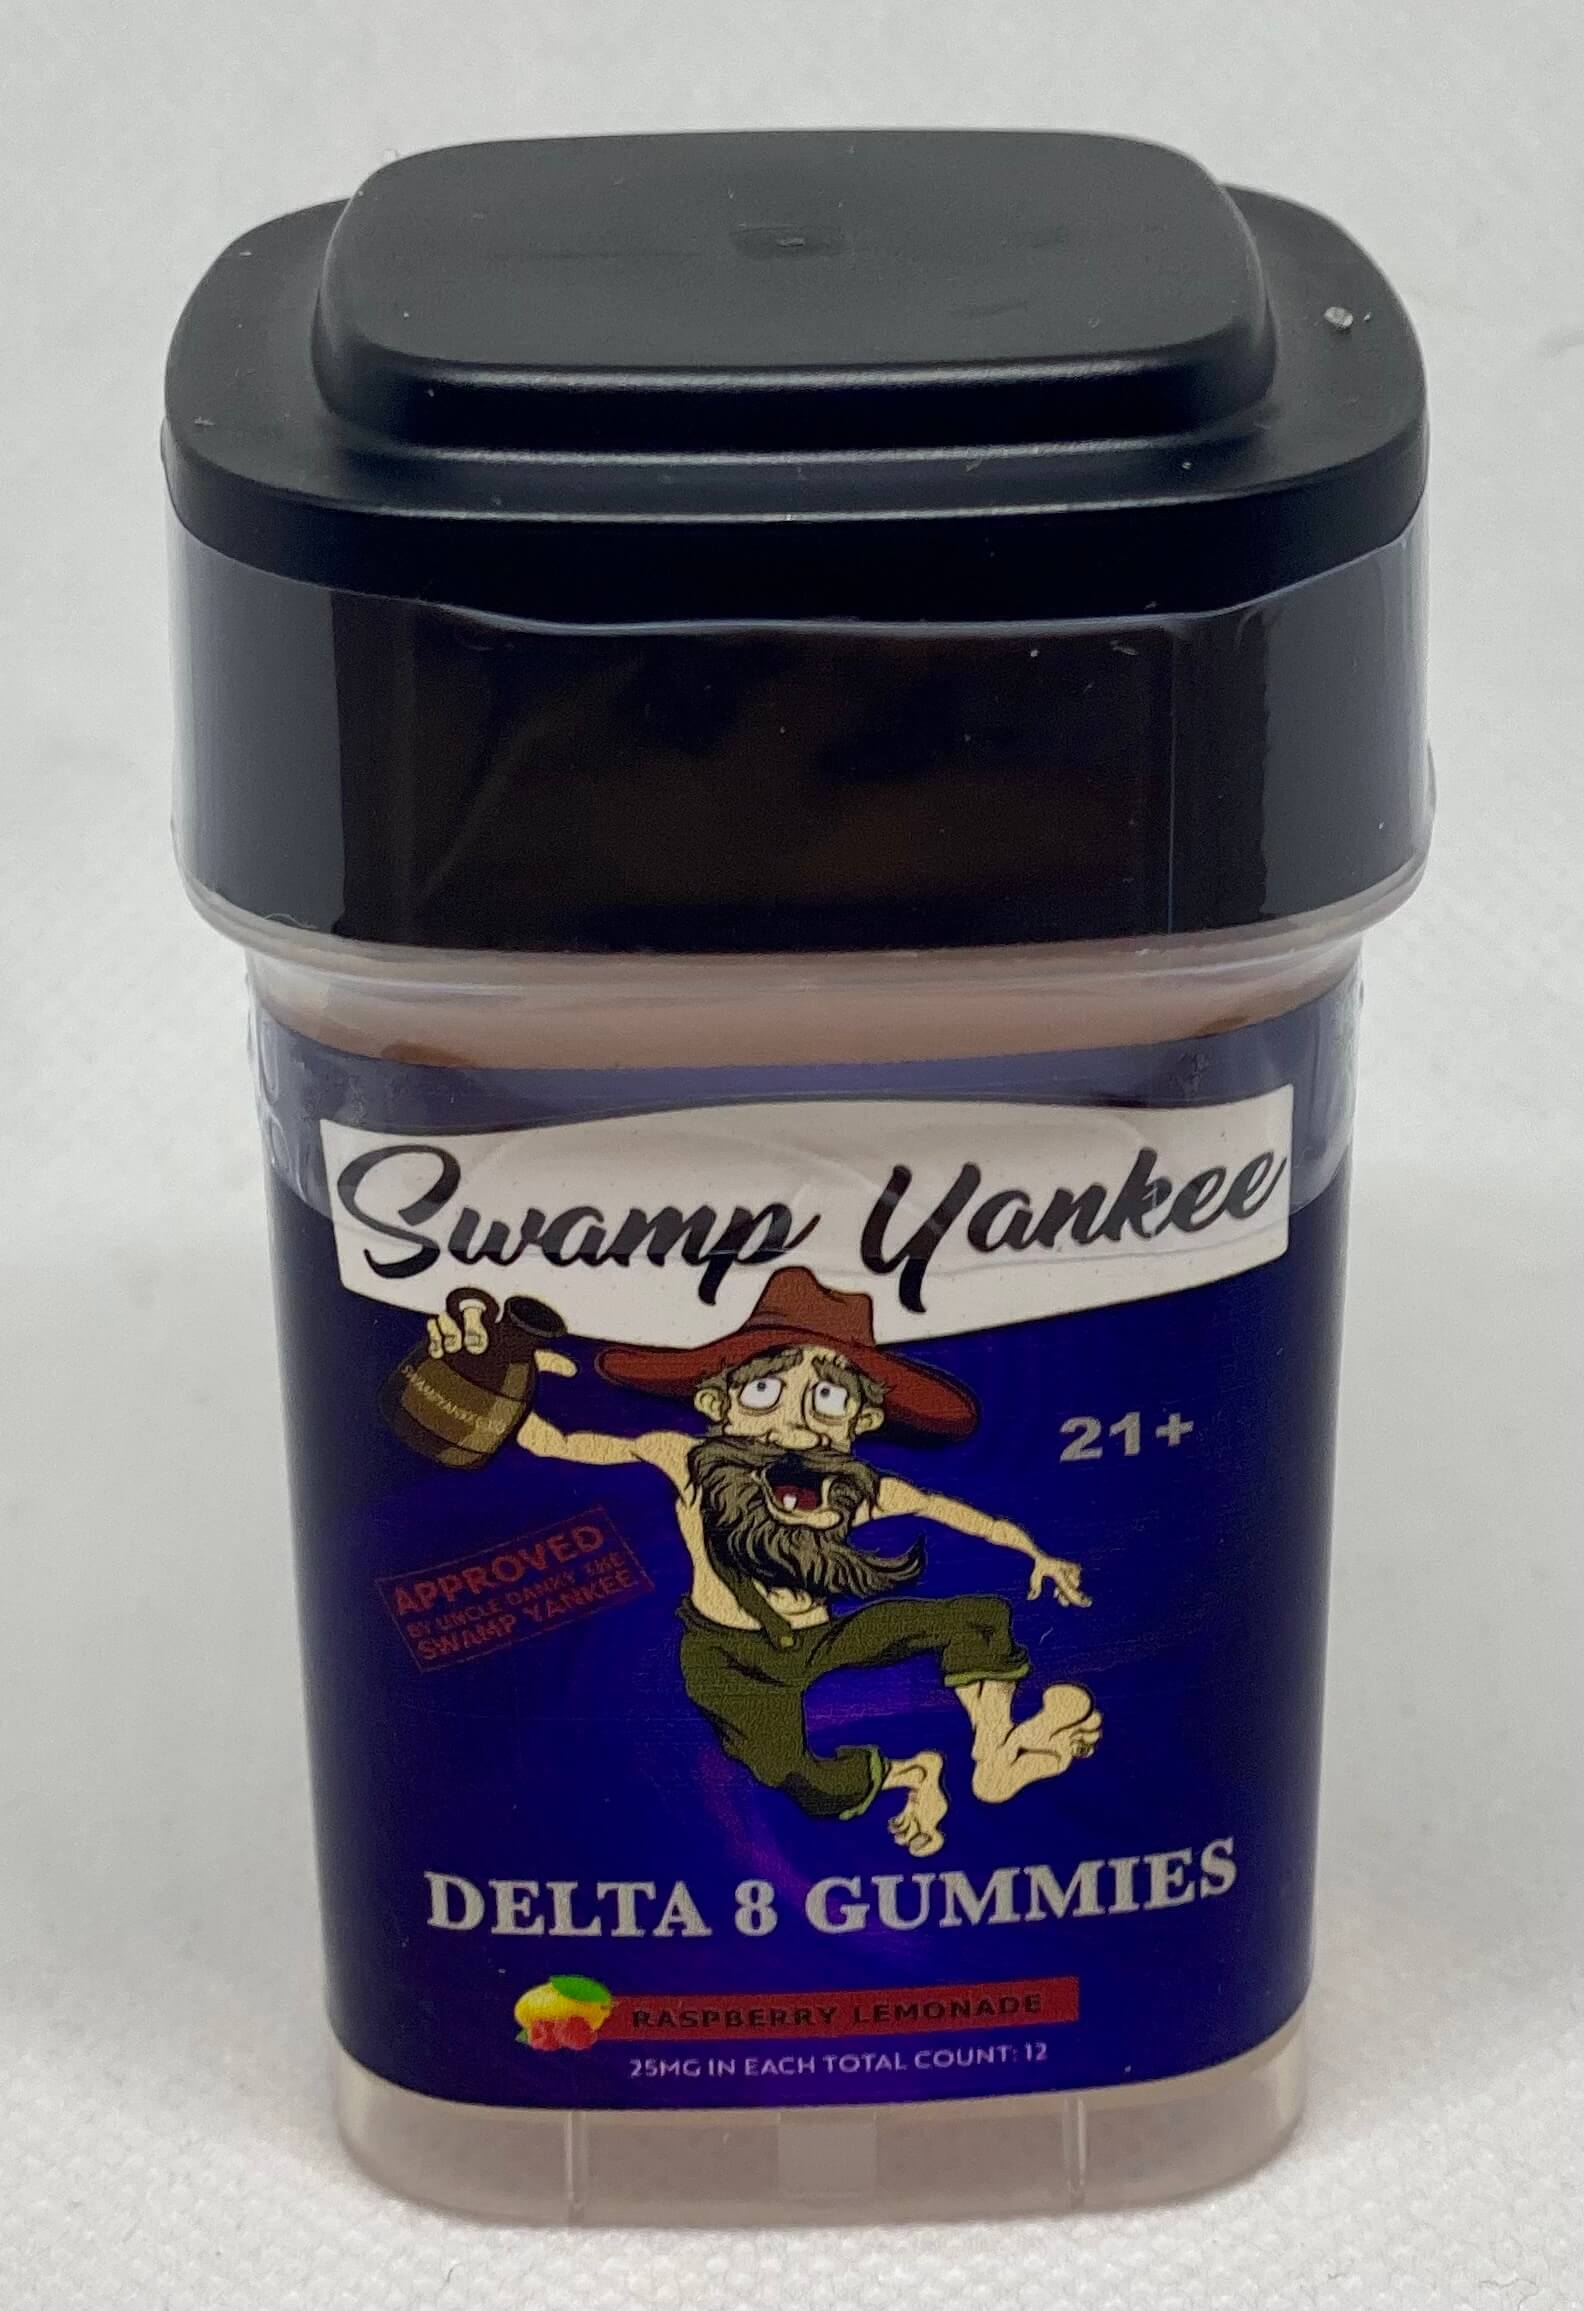 Swamp Yankee
21+
APPROVED
BY UNCLE DANKY THE
SWAMP YANKEE
DELTA 8 GUMMIES
RASPBERRY LEMONADE
25MG IN EACH TOTAL COUNT: 12